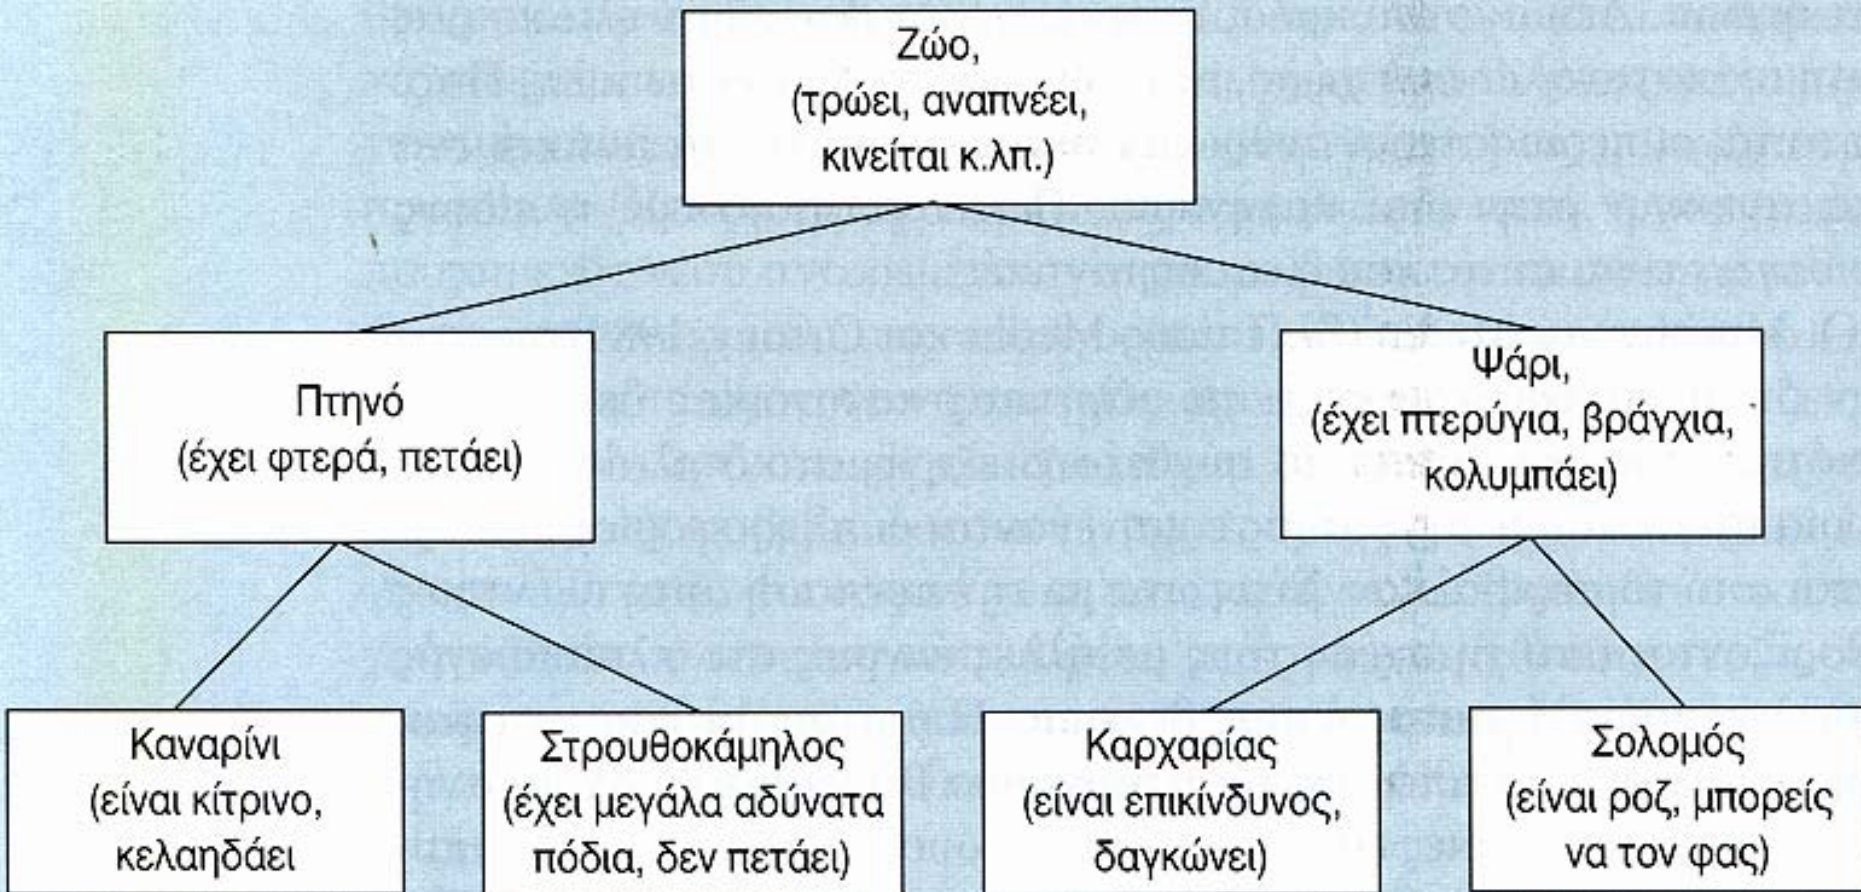 Ζώο,
(τρώει, αναπνέει,
κινείται κ.λπ.)
Πτηνό
(έχει φτερά, πετάει)
Ψάρι,
(έχει πτερύγια, βράγχια,
κολυμπάει)
Καναρίνι
(είναι κίτρινο,
κελαηδάει
Στρουθοκάμηλος
(έχει μεγάλα αδύνατα
πόδια, δεν πετάει)
Καρχαρίας
(είναι επικίνδυνος,
δαγκώνει)
Σολομός
(είναι ροζ, μπορείς
να τον φας)